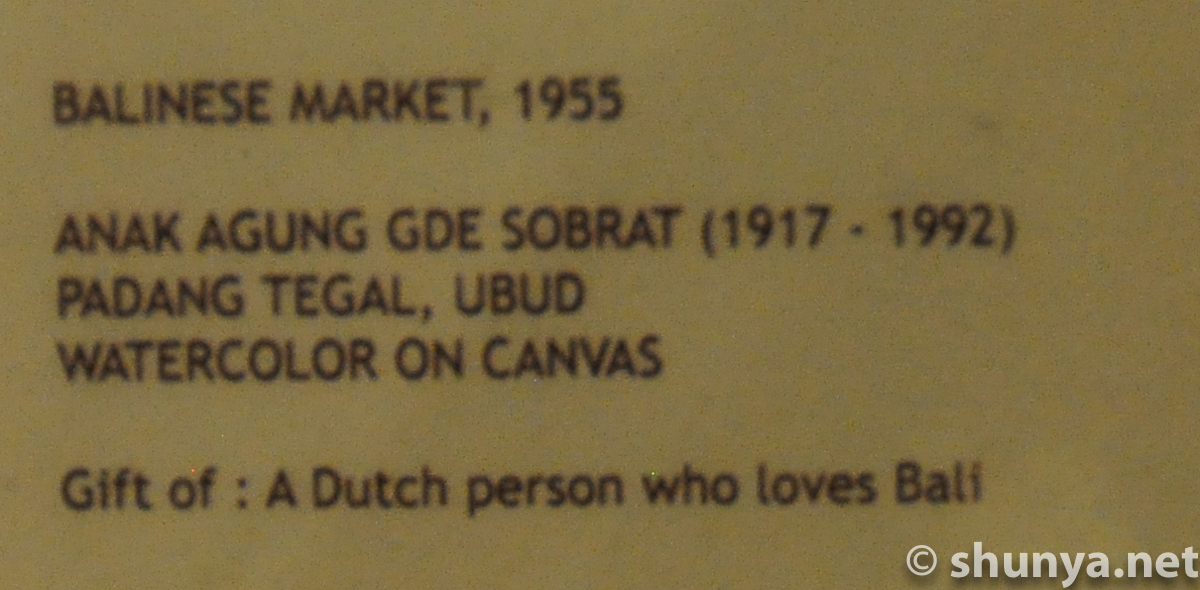 BALINESE MARKET, 1955
ANAK AGUNG GDE SOBRAT (1917 - 1992)
PADANG TEGAL, UBUD
WATERCOLOR ON CANVAS
Gift of : A Dutch person who loves Bali
© shunya.net